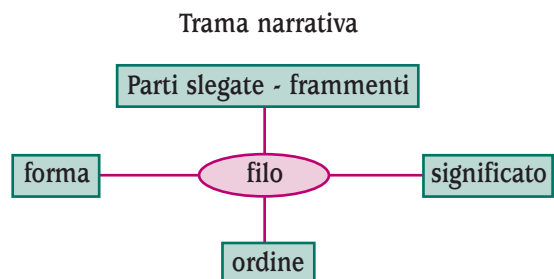 Trama narrativa
Parti slegate - frammenti
forma
filo
significato
ordine